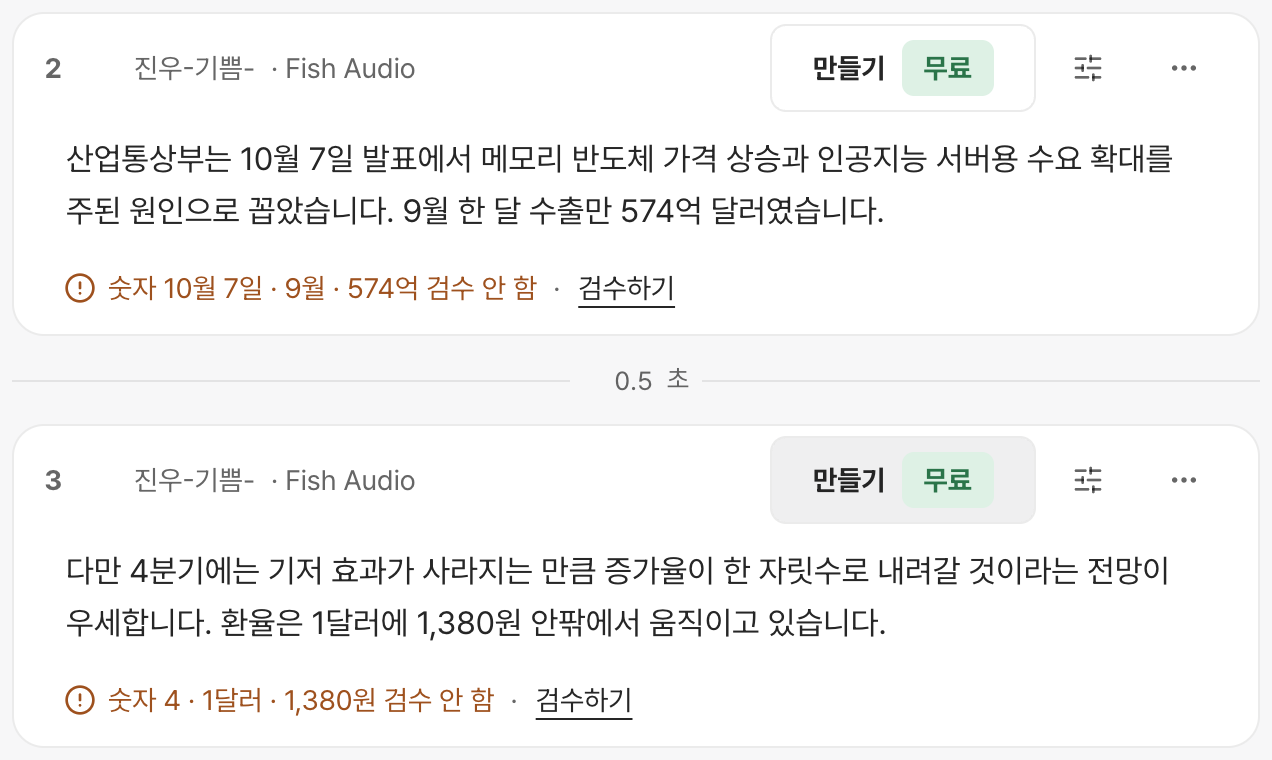 2 진우-기쁨- · Fish Audio 만들기 무료
산업통상부는 10월 7일 발표에서 메모리 반도체 가격 상승과 인공지능 서버용 수요 확대를
주된 원인으로 꼽았습니다. 9월 한 달 수출만 574억 달러였습니다.
숫자 10월 7일 · 9월 · 574억 검수 안 함 · 검수하기
0.5 초
3 진우-기쁨- · Fish Audio 만들기 무료
다만 4분기에는 기저 효과가 사라지는 만큼 증가율이 한 자릿수로 내려갈 것이라는 전망이
우세합니다. 환율은 1달러에 1,380원 안팎에서 움직이고 있습니다.
숫자 4 · 1달러 · 1,380원 검수 안 함 · 검수하기